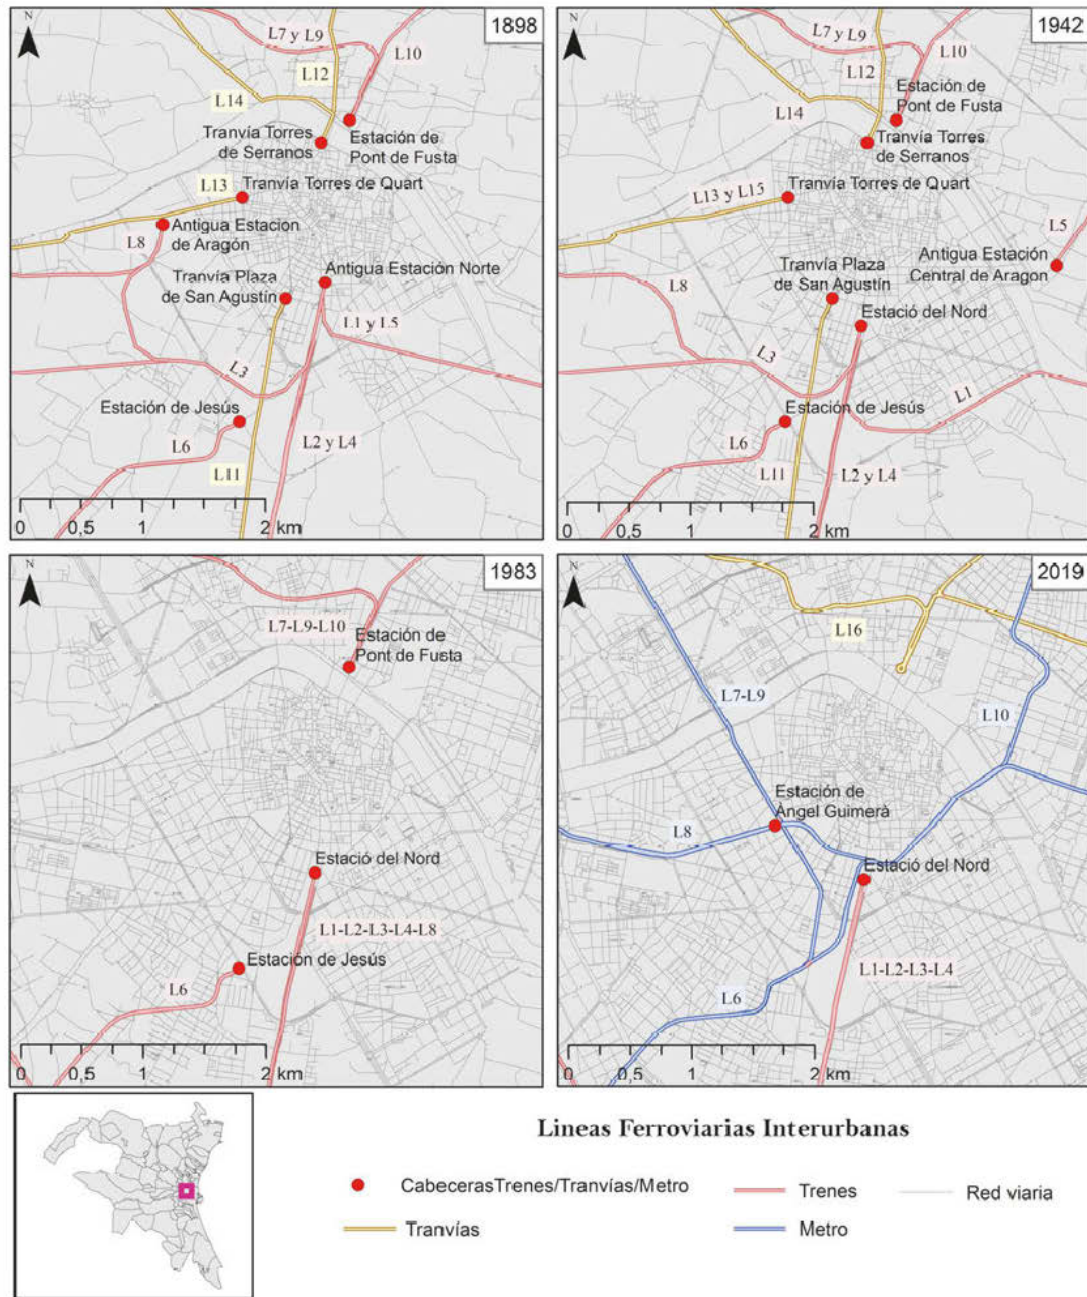 N
1898
L7 y L9
L10
L12
L14
Tranvía Torres
de Serranos
Estación de
Pont de Fusta
L13
Tranvía Torres de Quart
Antigua Estacion
de Aragón
L8
Antigua Estación Norte
Tranvía Plaza
de San Agustín
L1 y L5
L3
Estación de Jesús
L6
L2 y L4
L11
0 0,5 1 2 km
N
1942
L7 y L9
L10
L12
Estación de
Pont de Fusta
L14
Tranvía Torres
de Serranos
L13 y L15
Tranvía Torres de Quart
L5
Antigua Estación
Central de Aragon
L8
Tranvía Plaza
de San Agustín
Estació del Nord
L3
L1
Estación de Jesús
L6
L11
L2 y L4
0 0,5 1 2 km
N
1983
L7-L9-L10
Estación de
Pont de Fusta
Estació del Nord
L1-L2-L3-L4-L8
Estación de Jesús
L6
0 0,5 1 2 km
N
2019
L16
L7-L9
L10
Estación de
Àngel Guimerà
L8
Estació del Nord
L1-L2-L3-L4
L6
0 0,5 1 2 km
Lineas Ferroviarias Interurbanas
CabecerasTrenes/Tranvías/Metro
Trenes
Red viaria
Tranvías
Metro